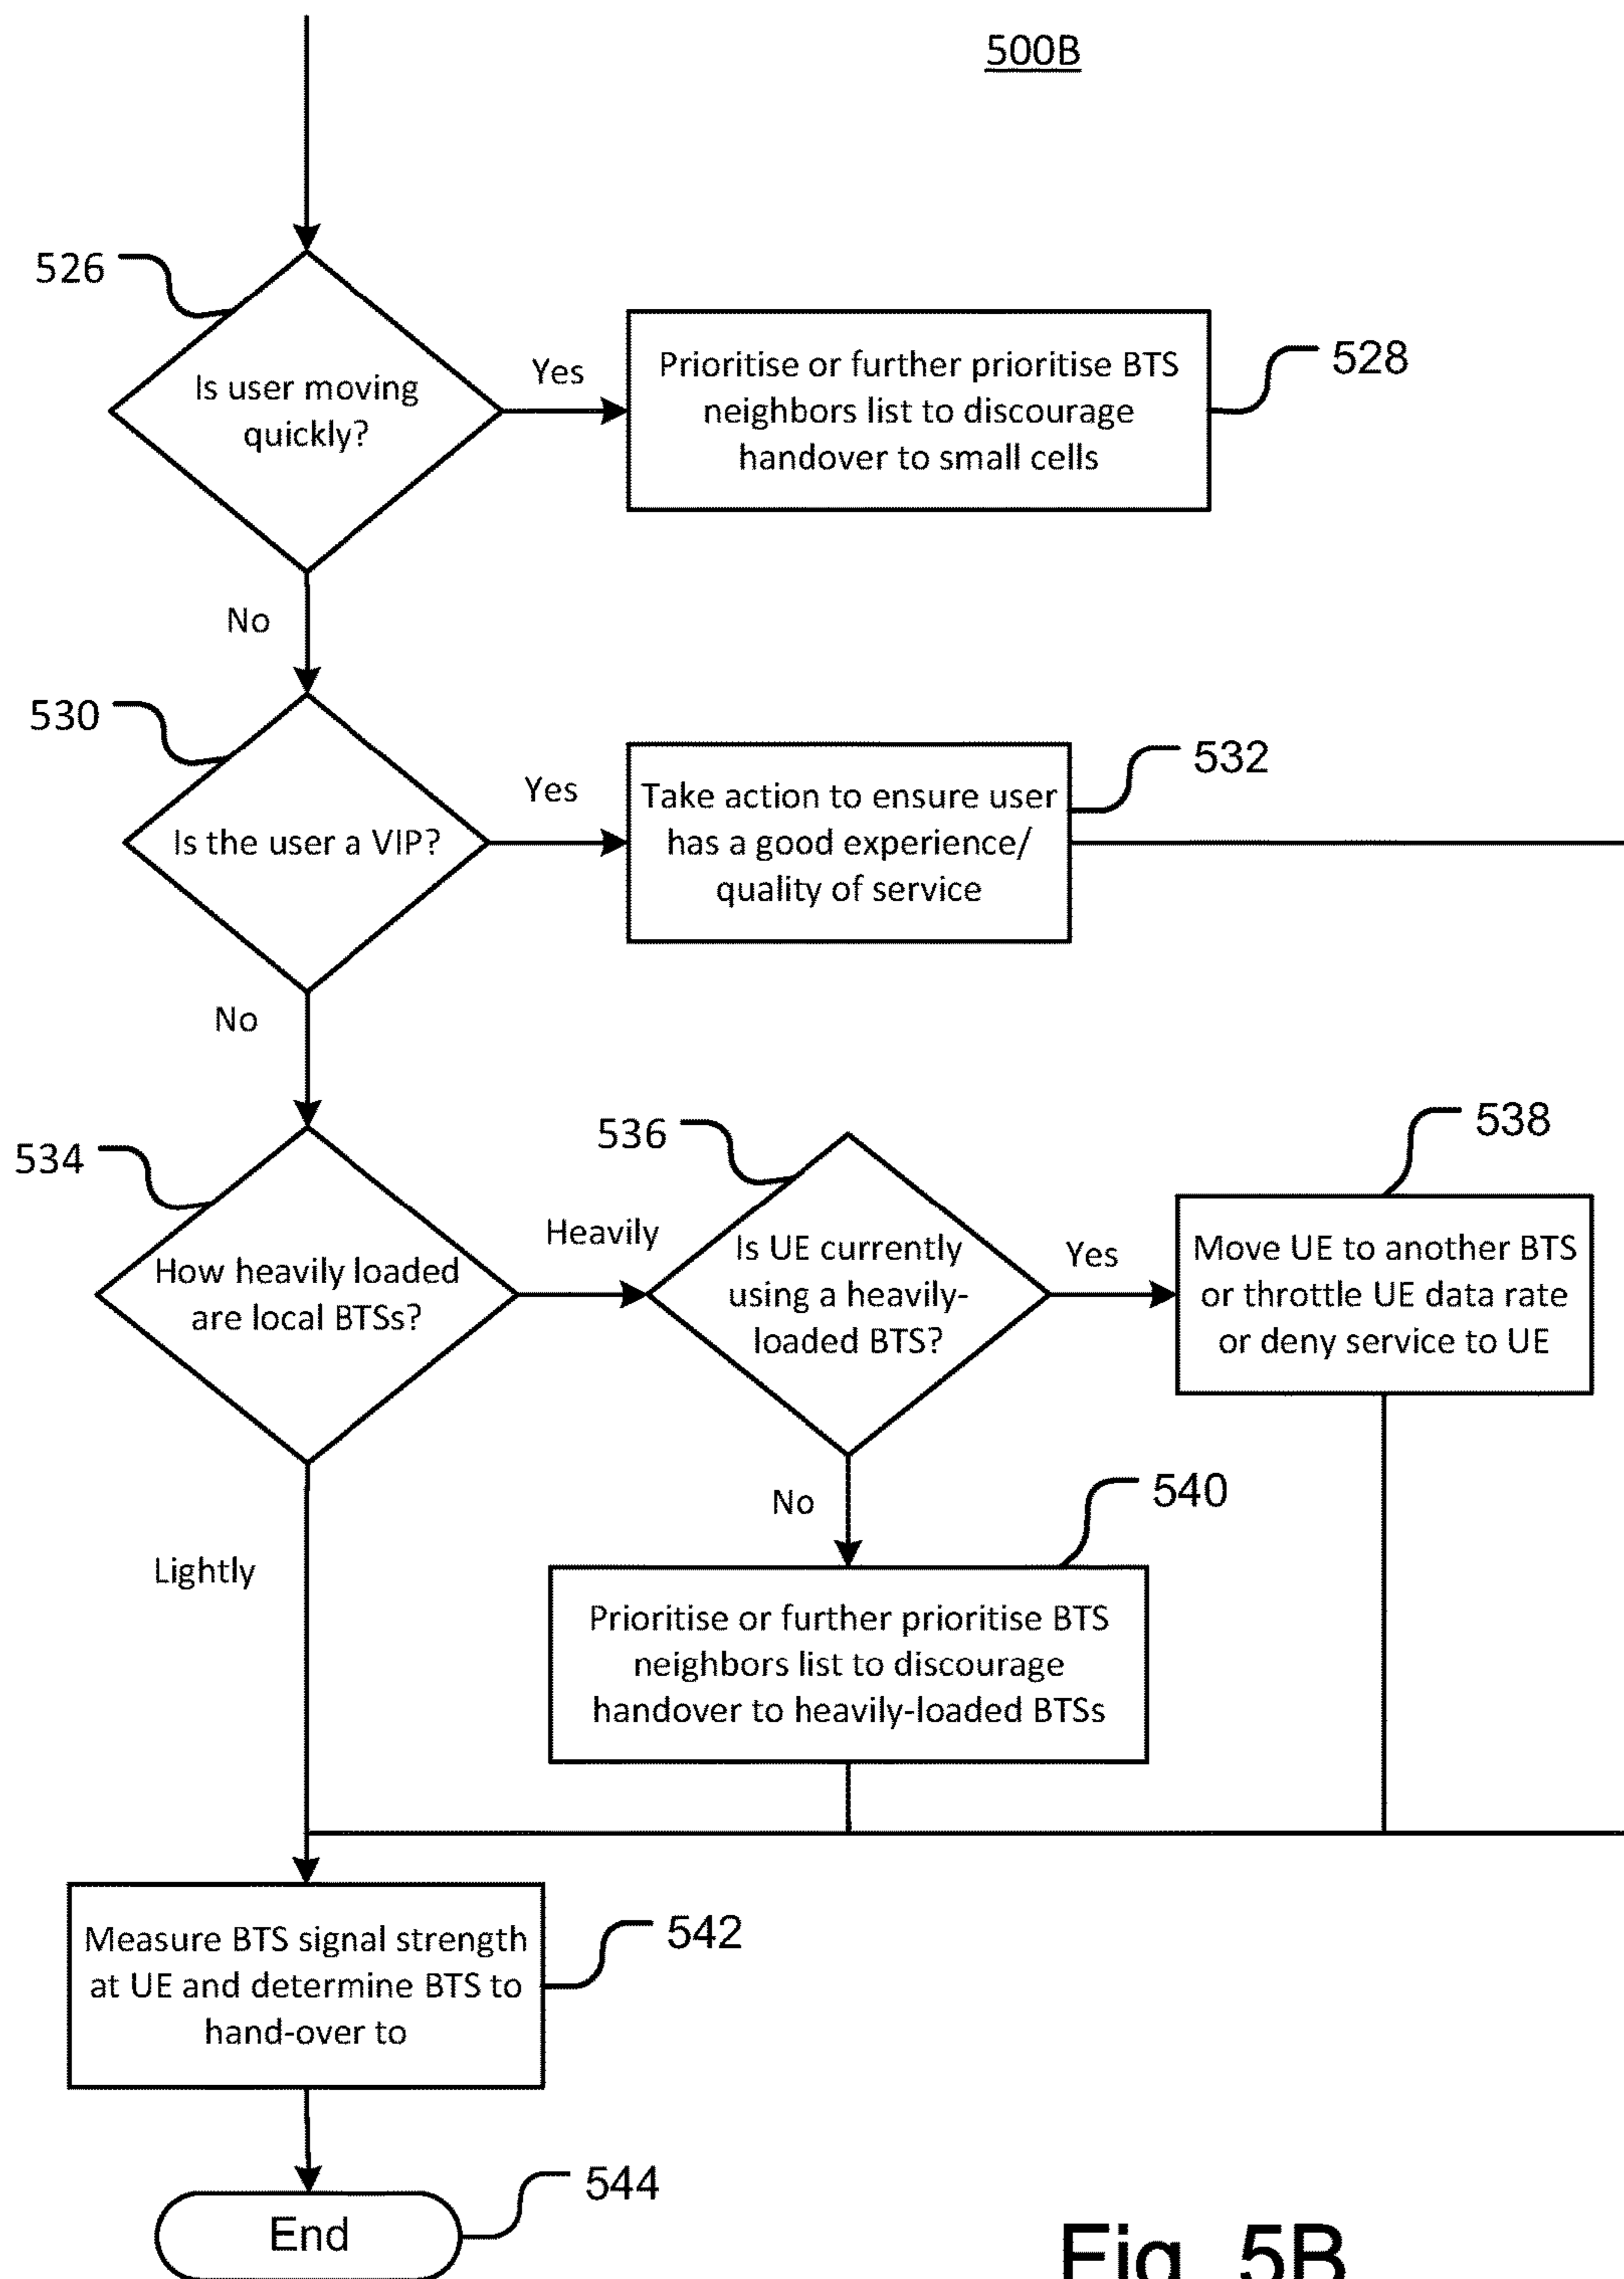 500B
526
Is user moving
quickly?
Yes
Prioritise or further prioritise BTS
neighbors list to discourage
handover to small cells
528
No
530
Is the user a VIP?
Yes
Take action to ensure user
has a good experience/
quality of service
532
No
534
How heavily loaded
are local BTSs?
Heavily
536
Is UE currently
using a heavily-
loaded BTS?
Yes
Move UE to another BTS
or throttle UE data rate
or deny service to UE
538
No
540
Prioritise or further prioritise BTS
neighbors list to discourage
handover to heavily-loaded BTSs
Lightly
Measure BTS signal strength
at UE and determine BTS to
hand-over to
542
End
544
Fig. 5B